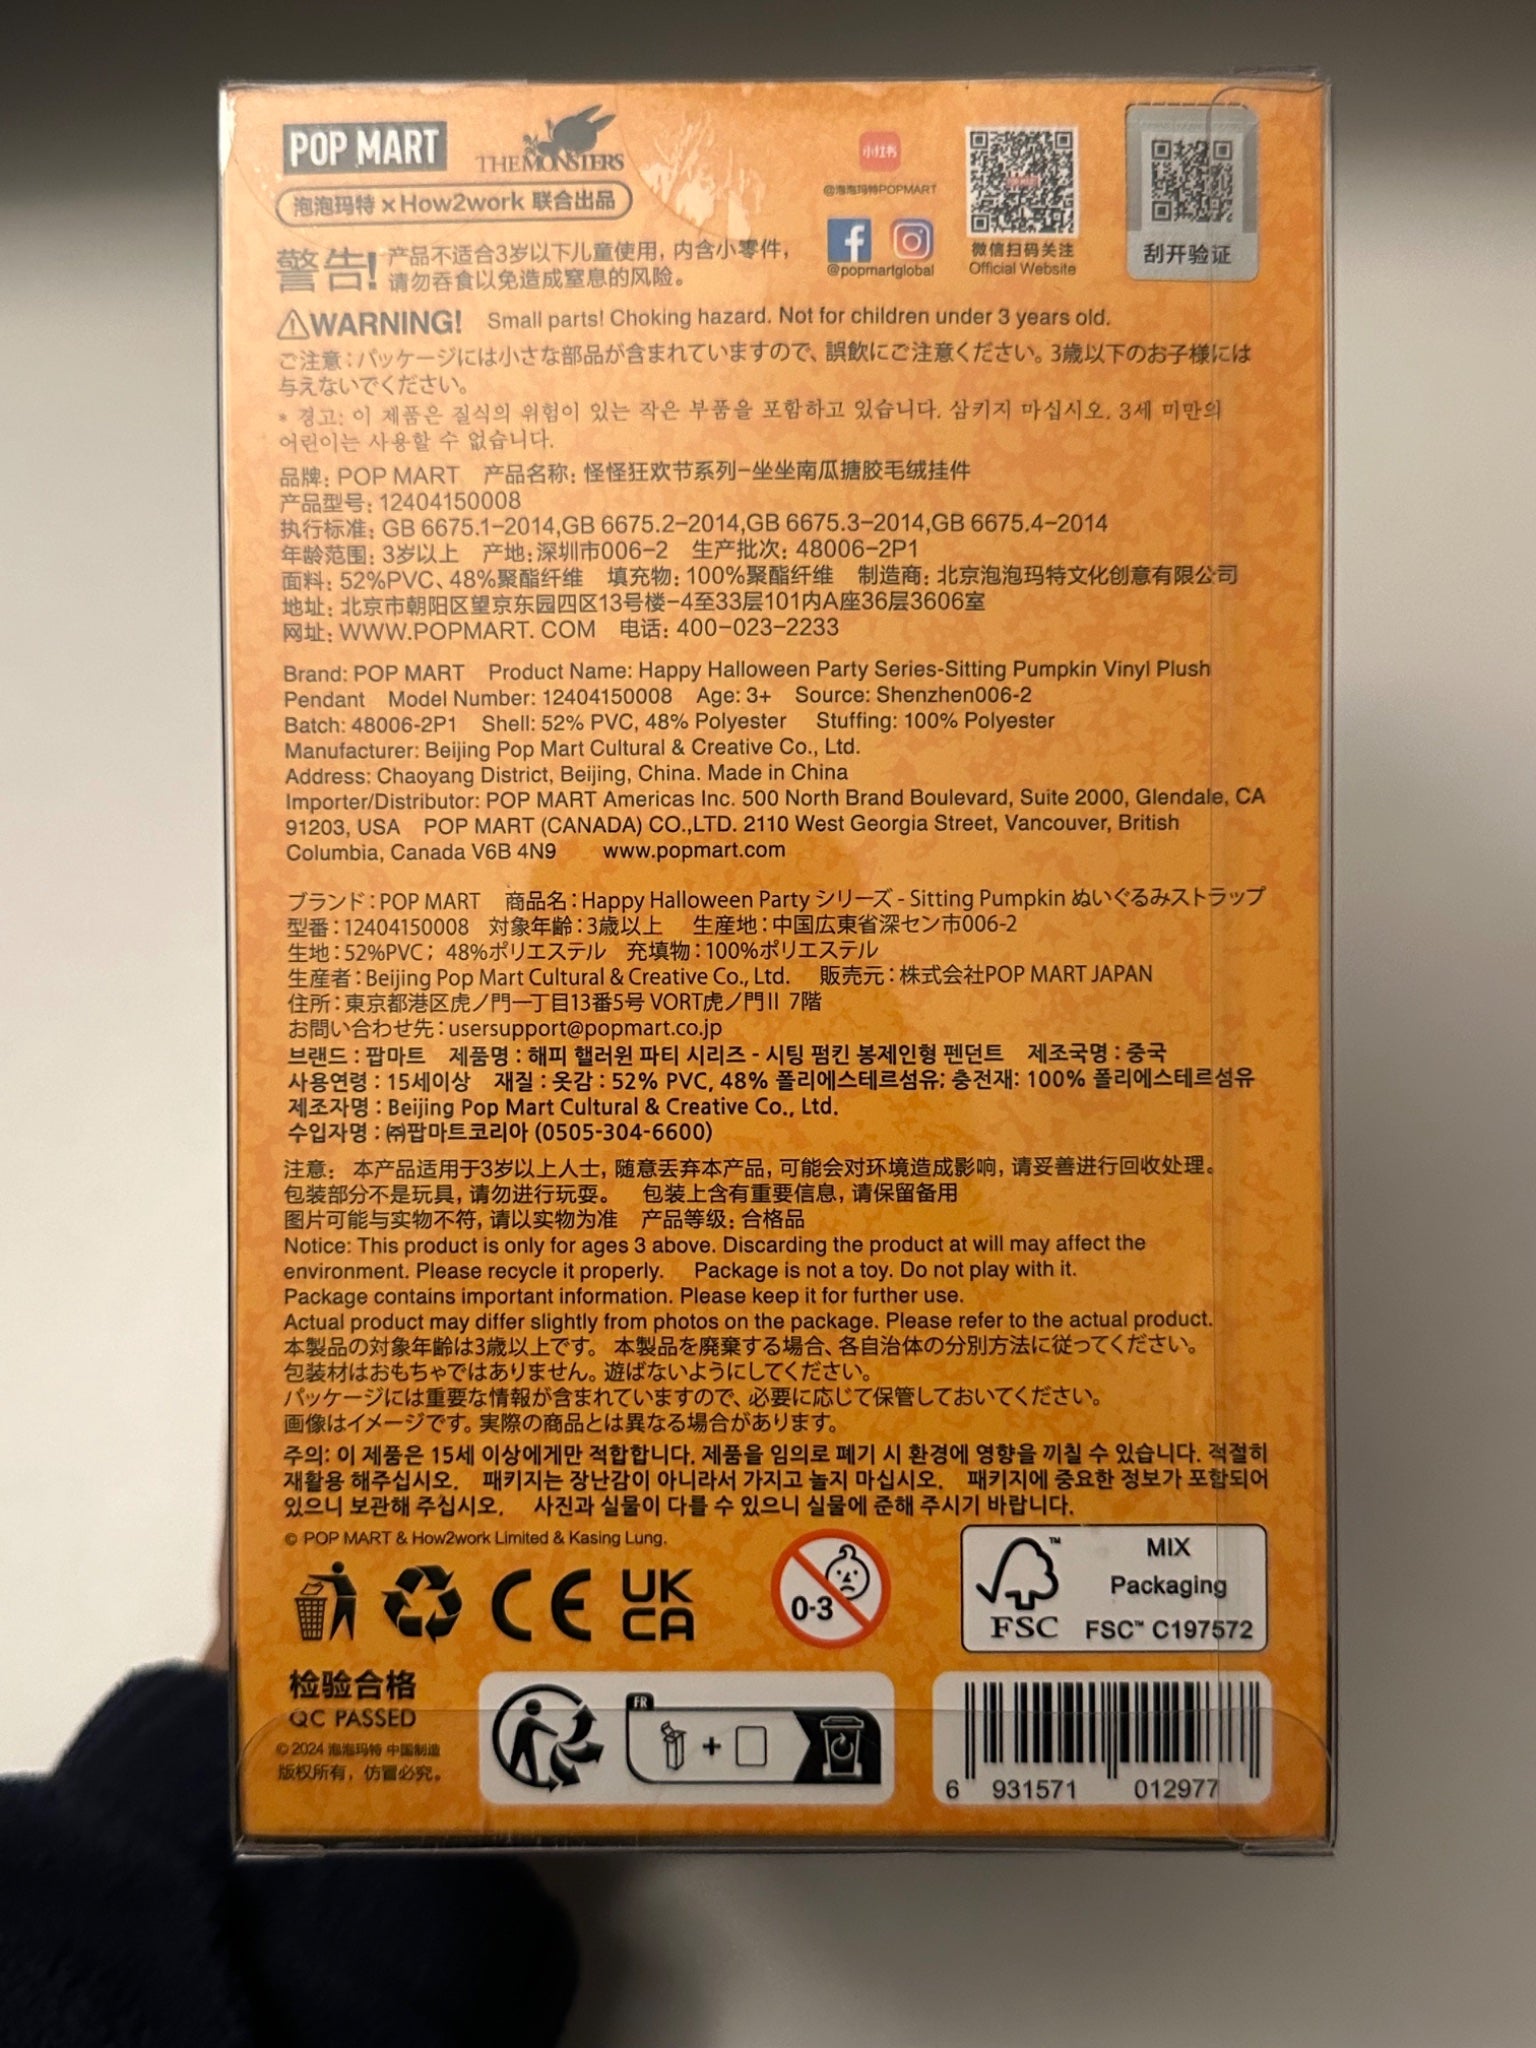 POP MART
THE MONSTERS
泡泡玛特 × How2work 联合出品
小红书
@泡泡玛特POPMART
@popmartglobal
微信扫码关注
Official Website
刮开验证
警告! 产品不适合3岁以下儿童使用，内含小零件，
请勿吞食以免造成窒息的风险。
⚠WARNING! Small parts! Choking hazard. Not for children under 3 years old.
ご注意：パッケージには小さな部品が含まれていますので、誤飲にご注意ください。3歳以下のお子様には
与えないでください。
* 경고: 이 제품은 질식의 위험이 있는 작은 부품을 포함하고 있습니다. 삼키지 마십시오. 3세 미만의
어린이는 사용할 수 없습니다.
品牌：POP MART 产品名称：怪怪狂欢节系列-坐坐南瓜搪胶毛绒挂件
产品型号：12404150008
执行标准：GB 6675.1-2014,GB 6675.2-2014,GB 6675.3-2014,GB 6675.4-2014
年龄范围：3岁以上 产地：深圳市006-2 生产批次：48006-2P1
面料：52%PVC、48%聚酯纤维 填充物：100%聚酯纤维 制造商：北京泡泡玛特文化创意有限公司
地址：北京市朝阳区望京东园四区13号楼-4至33层101内A座36层3606室
网址：WWW.POPMART. COM 电话：400-023-2233
Brand: POP MART Product Name: Happy Halloween Party Series-Sitting Pumpkin Vinyl Plush
Pendant Model Number: 12404150008 Age: 3+ Source: Shenzhen006-2
Batch: 48006-2P1 Shell: 52% PVC, 48% Polyester Stuffing: 100% Polyester
Manufacturer: Beijing Pop Mart Cultural & Creative Co., Ltd.
Address: Chaoyang District, Beijing, China. Made in China
Importer/Distributor: POP MART Americas Inc. 500 North Brand Boulevard, Suite 2000, Glendale, CA
91203, USA POP MART (CANADA) CO.,LTD. 2110 West Georgia Street, Vancouver, British
Columbia, Canada V6B 4N9 www.popmart.com
ブランド：POP MART 商品名：Happy Halloween Party シリーズ - Sitting Pumpkin ぬいぐるみストラップ
型番：12404150008 対象年齢：3歳以上 生産地：中国広東省深セン市006-2
生地：52%PVC； 48%ポリエステル 充填物：100%ポリエステル
生産者：Beijing Pop Mart Cultural & Creative Co., Ltd. 販売元：株式会社POP MART JAPAN
住所：東京都港区虎ノ門一丁目13番5号 VORT虎ノ門II 7階
お問い合わせ先：usersupport@popmart.co.jp
브랜드 : 팝마트 제품명 : 해피 핼러윈 파티 시리즈 - 시팅 펌킨 봉제인형 펜던트 제조국명 : 중국
사용연령 : 15세이상 재질 : 옷감 : 52% PVC, 48% 폴리에스테르섬유; 충전재: 100% 폴리에스테르섬유
제조자명 : Beijing Pop Mart Cultural & Creative Co., Ltd.
수입자명 : ㈜팝마트코리아 (0505-304-6600)
注意： 本产品适用于3岁以上人士，随意丢弃本产品，可能会对环境造成影响，请妥善进行回收处理。
包装部分不是玩具，请勿进行玩耍。 包装上含有重要信息，请保留备用
图片可能与实物不符，请以实物为准 产品等级：合格品
Notice: This product is only for ages 3 above. Discarding the product at will may affect the
environment. Please recycle it properly. Package is not a toy. Do not play with it.
Package contains important information. Please keep it for further use.
Actual product may differ slightly from photos on the package. Please refer to the actual product.
本製品の対象年齢は3歳以上です。 本製品を廃棄する場合、各自治体の分別方法に従ってください。
包装材はおもちゃではありません。遊ばないようにしてください。
パッケージには重要な情報が含まれていますので、必要に応じて保管しておいてください。
画像はイメージです。実際の商品とは異なる場合があります。
주의: 이 제품은 15세 이상에게만 적합합니다. 제품을 임의로 폐기 시 환경에 영향을 끼칠 수 있습니다. 적절히
재활용 해주십시오. 패키지는 장난감이 아니라서 가지고 놀지 마십시오. 패키지에 중요한 정보가 포함되어
있으니 보관해 주십시오. 사진과 실물이 다를 수 있으니 실물에 준해 주시기 바랍니다.
© POP MART & How2work Limited & Kasing Lung.
CE
UK
CA
0-3
FSC™
MIX
Packaging
FSC™ C197572
检验合格
QC PASSED
© 2024 泡泡玛特 中国制造
版权所有，仿冒必究。
FR
+
6 931571 012977